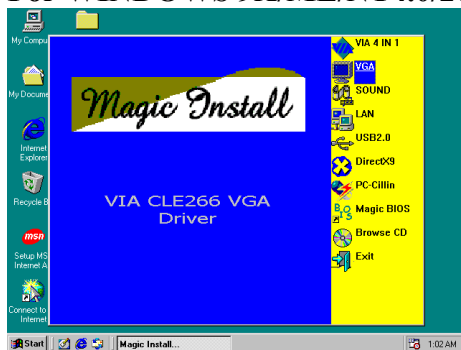 My Compu
My Docume
Internet
Explorer
Recycle B
msn
Setup MS
Internet A
Connect to
Internet
Magic Install
VIA CLE266 VGA
Driver
VIA 4 IN 1
VGA
SOUND
LAN
USB2.0
DirectX9
PC-Cillin
Magic BIOS
Browse CD
Exit
Start
Magic Install...
1:02 AM